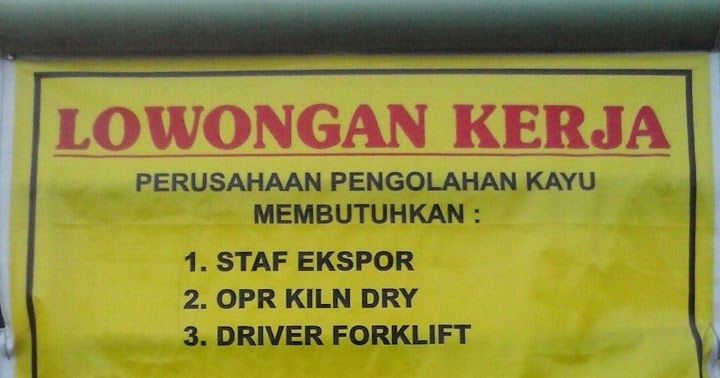 LOWONGAN KERJA
PERUSAHAAN PENGOLAHAN KAYU
MEMBUTUHKAN :
1. STAF EKSPOR
2. OPR KILN DRY
3. DRIVER FORKLIFT